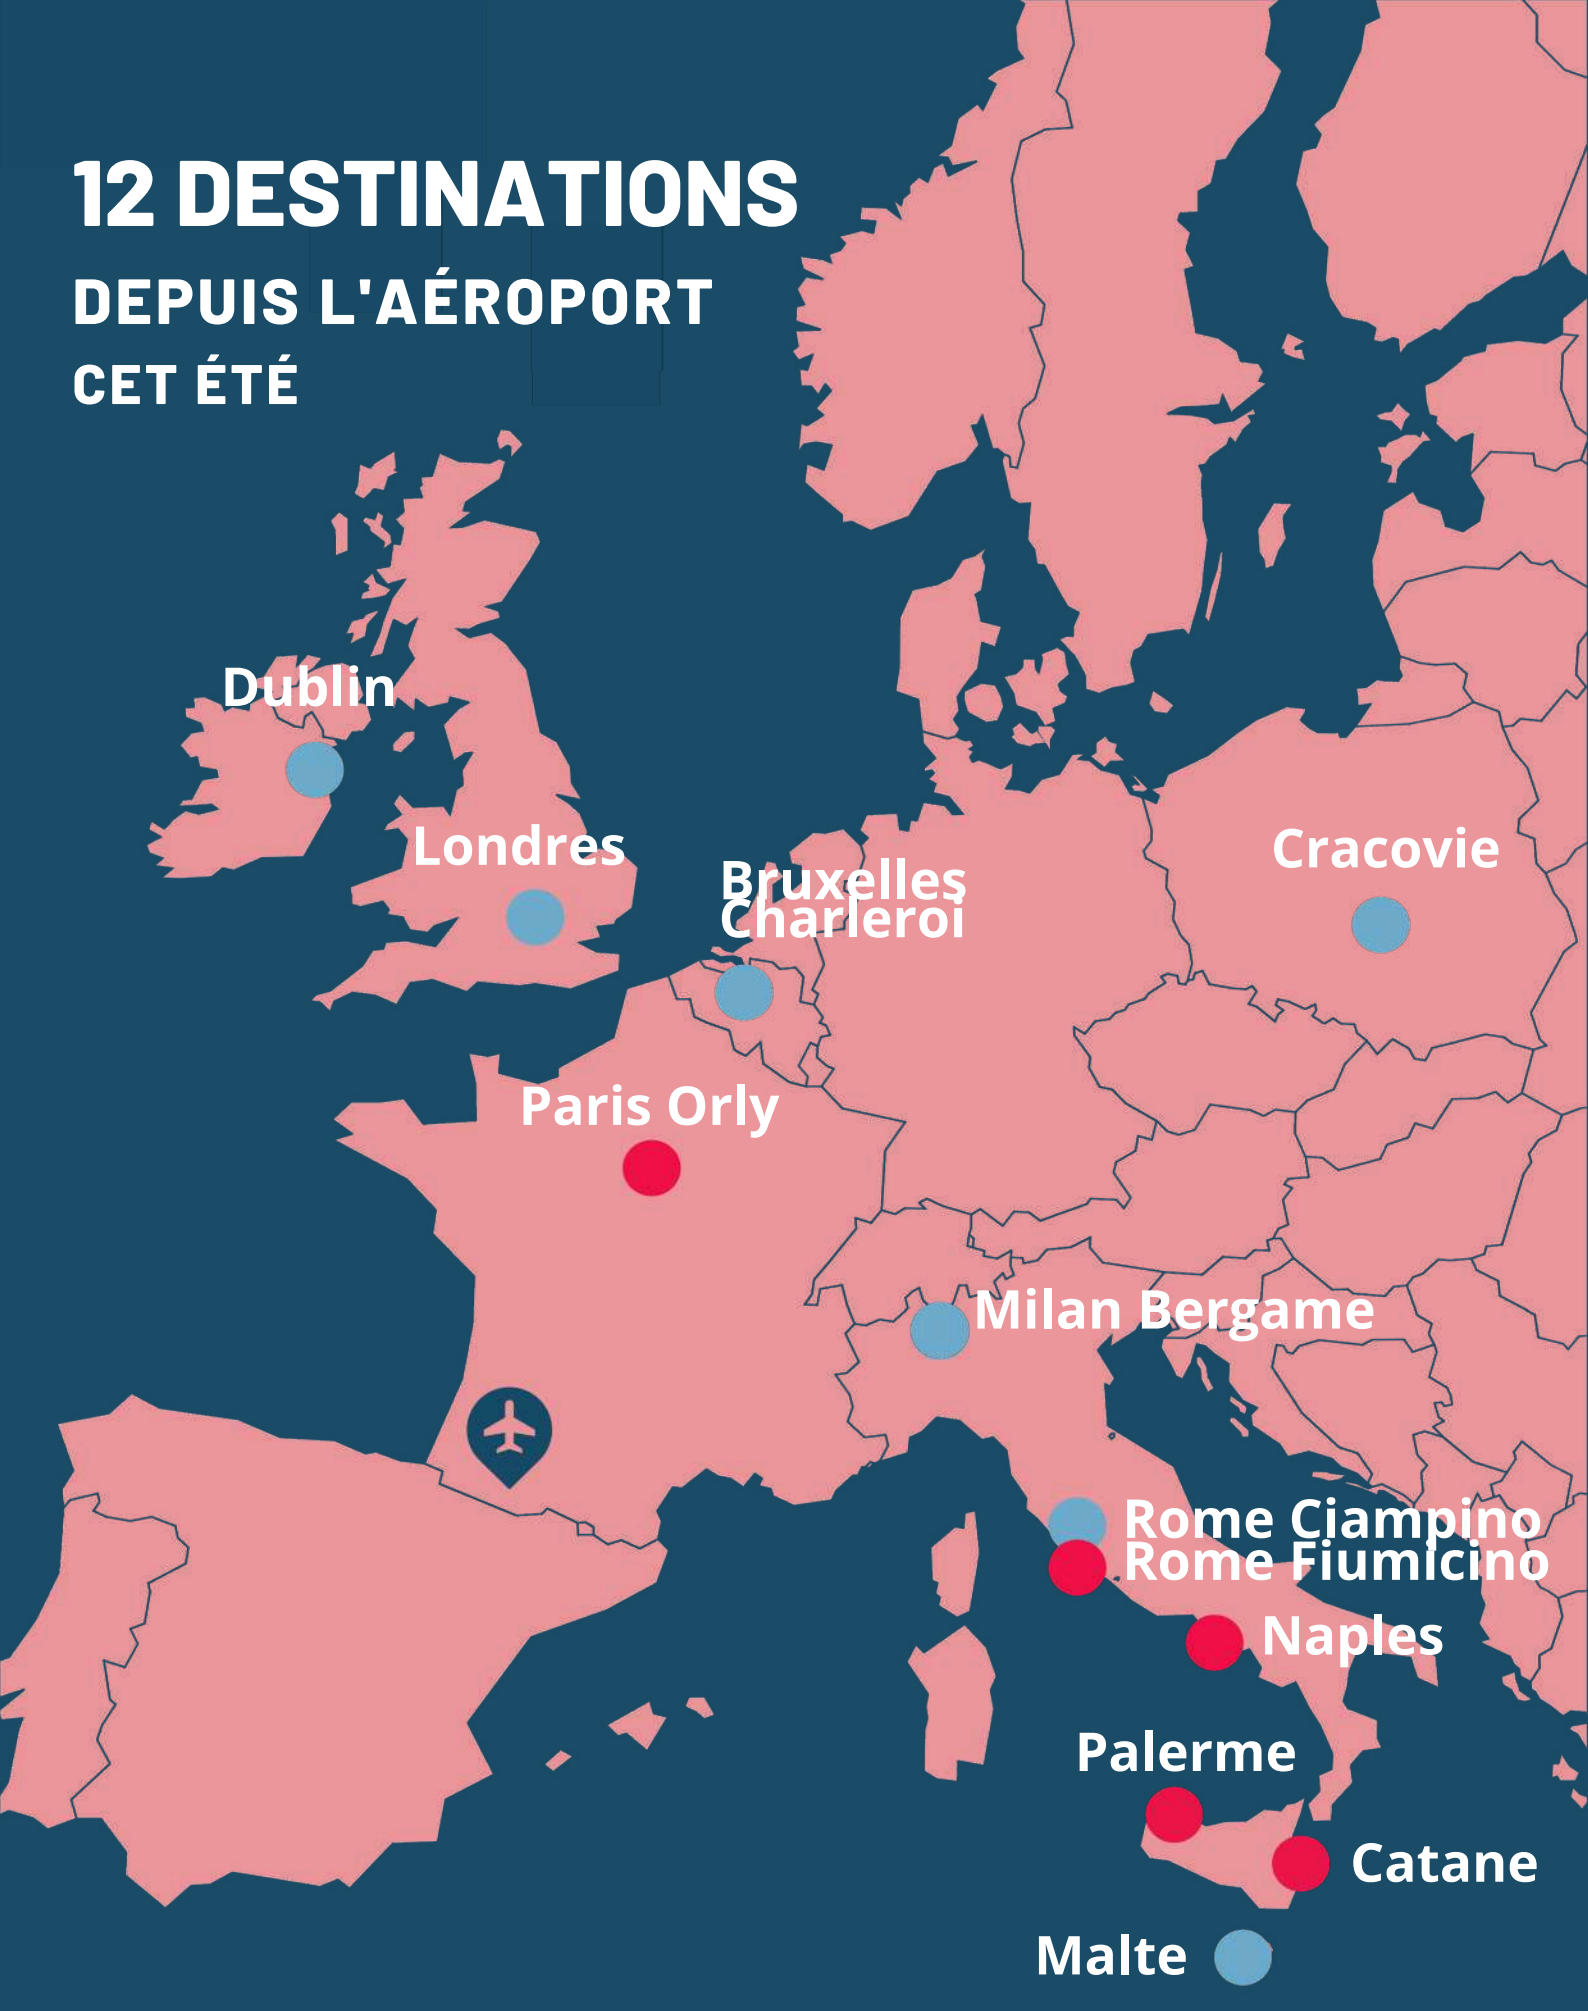 12 DESTINATIONS
DEPUIS L'AÉROPORT
CET ÉTÉ
Dublin
Londres
Bruxelles
Charleroi
Cracovie
Paris Orly
Milan Bergame
Rome Ciampino
Rome Fiumicino
Naples
Palerme
Catane
Malte